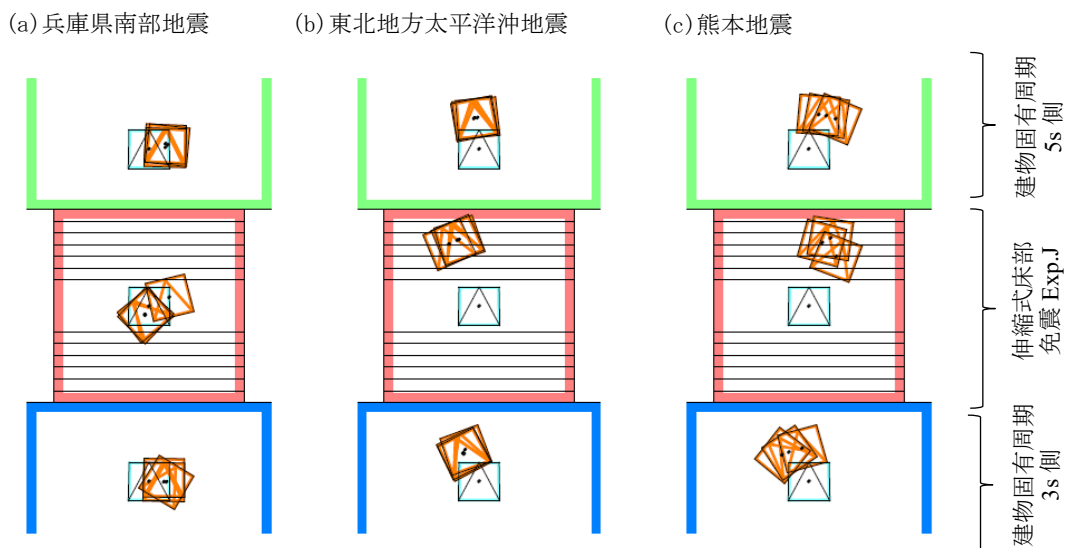 (a)兵庫県南部地震
(b)東北地方太平洋沖地震
(c)熊本地震
建物固有周期
5s 側
伸縮式床部
免震 Exp.J
建物固有周期
3s 側